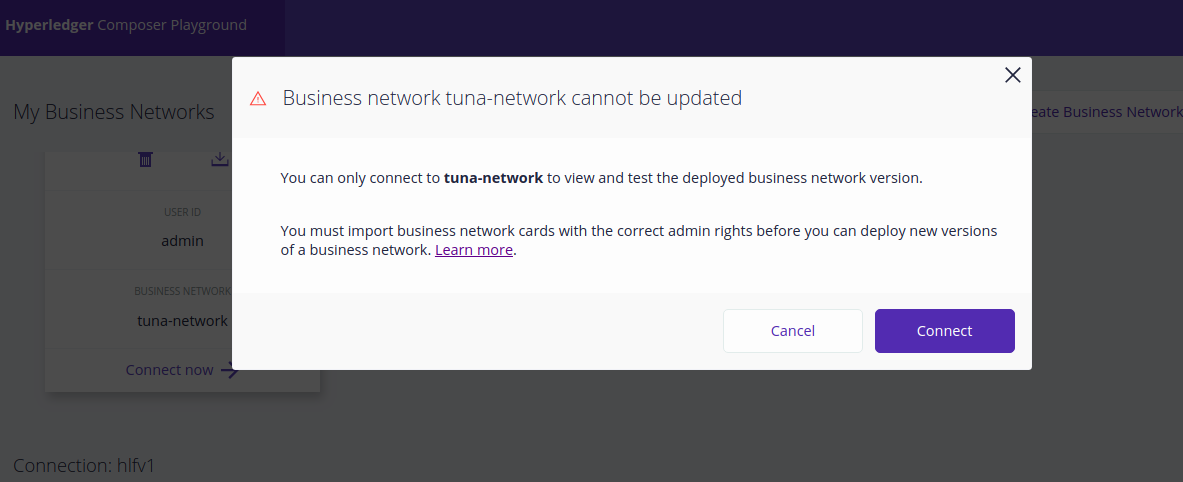 Hyperledger Composer Playground
Business network tuna-network cannot be updated
My Business Networks
eate Business Network
You can only connect to tuna-network to view and test the deployed business network version.
USER ID
admin
You must import business network cards with the correct admin rights before you can deploy new versions
of a business network. Learn more.
BUSINESS NETWORK
tuna-network
Cancel
Connect
Connect now
Connection: hlfv1